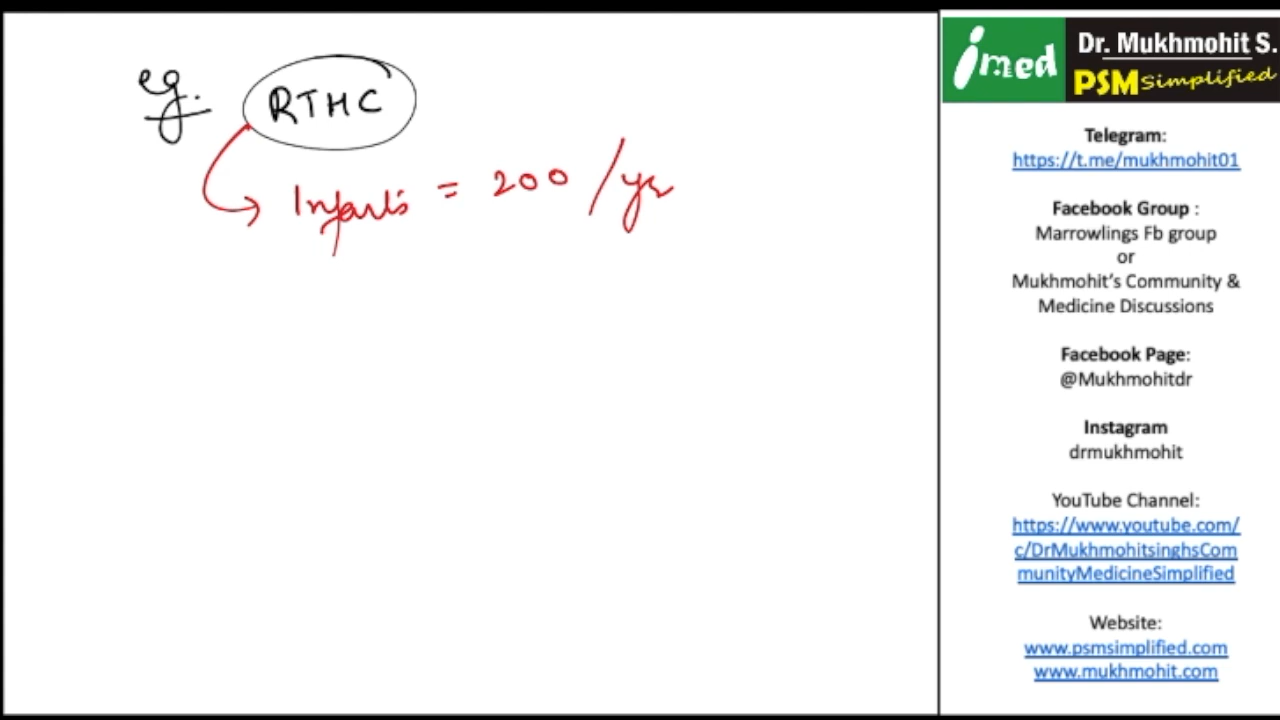 eg. RTHC
Infants = 200 / yr
imed
Dr. Mukhmohit S.
PSM Simplified
Telegram:
https://t.me/mukhmohit01
Facebook Group :
Marrowlings Fb group
or
Mukhmohit's Community &
Medicine Discussions
Facebook Page:
@Mukhmohitdr
Instagram
drmukhmohit
YouTube Channel:
https://www.youtube.com/
c/DrMukhmohitsinghsCom
munityMedicineSimplified
Website:
www.psmsimplified.com
www.mukhmohit.com